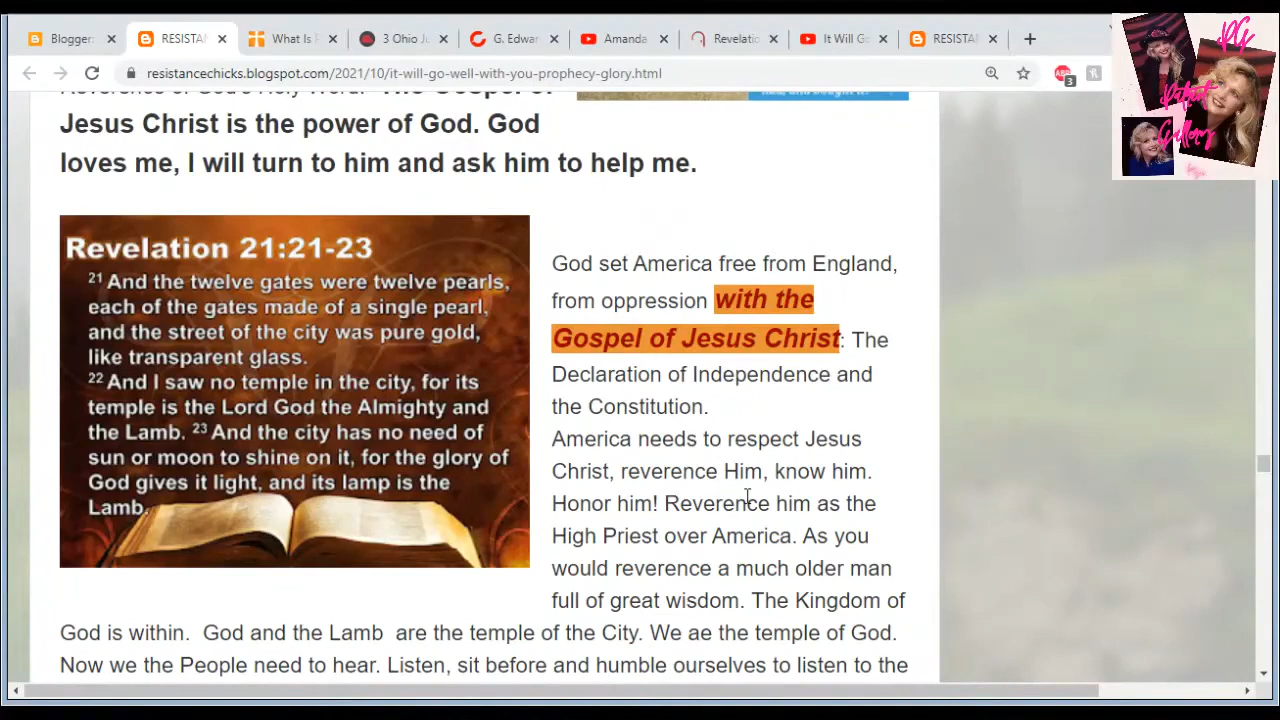 Blogger:
RESISTAN
What Is F
3 Ohio Ju
G. Edwar
Amanda
Revelatio
It Will Go
RESISTAN
resistancechicks.blogspot.com/2021/10/it-will-go-well-with-you-prophecy-glory.html
ABP
3
PG
Patriot
Gallery
Jesus Christ is the power of God. God
loves me, I will turn to him and ask him to help me.
Revelation 21:21-23
21 And the twelve gates were twelve pearls,
each of the gates made of a single pearl,
and the street of the city was pure gold,
like transparent glass.
22 And I saw no temple in the city, for its
temple is the Lord God the Almighty and
the Lamb. 23 And the city has no need of
sun or moon to shine on it, for the glory of
God gives it light, and its lamp is the
Lamb.
God set America free from England,
from oppression with the
Gospel of Jesus Christ: The
Declaration of Independence and
the Constitution.
America needs to respect Jesus
Christ, reverence Him, know him.
Honor him! Reverence him as the
High Priest over America. As you
would reverence a much older man
full of great wisdom. The Kingdom of
God is within. God and the Lamb are the temple of the City. We ae the temple of God.
Now we the People need to hear. Listen, sit before and humble ourselves to listen to the